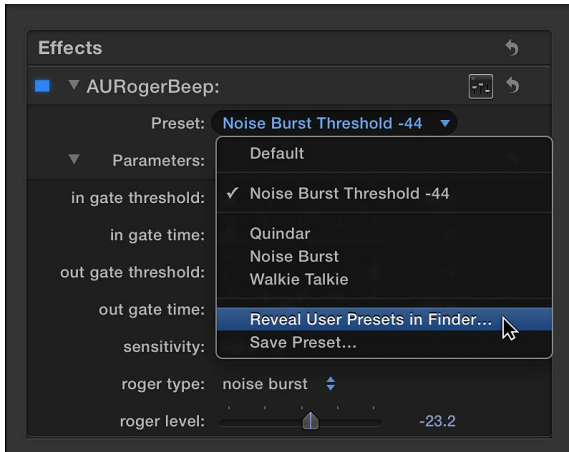 Effects
AURogerBeep:
Preset: Noise Burst Threshold -44
Default
Parameters:
✓ Noise Burst Threshold -44
in gate threshold:
Quindar
in gate time:
Noise Burst
out gate threshold:
Walkie Talkie
out gate time:
Reveal User Presets in Finder...
Save Preset...
sensitivity:
roger type: noise burst
roger level: -23.2